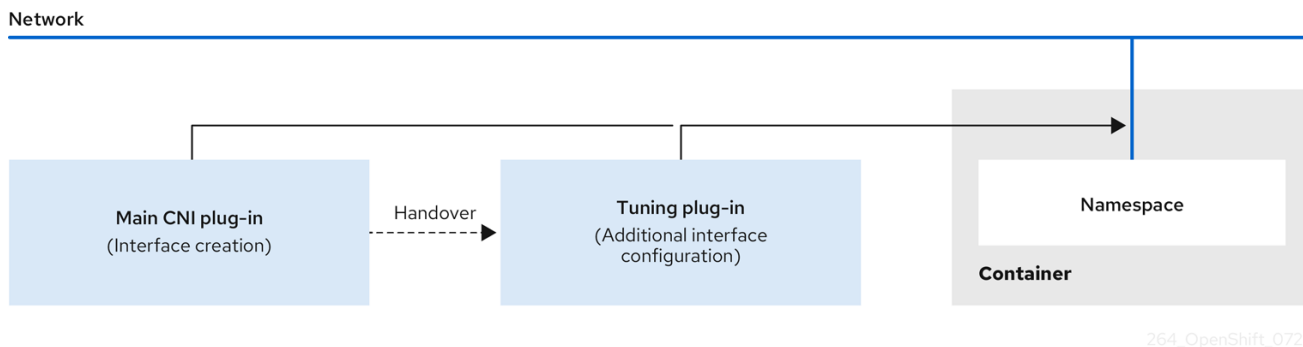 Network
Main CNI plug-in
(Interface creation)
Handover
Tuning plug-in
(Additional interface
configuration)
Namespace
Container
264_OpenShift_072